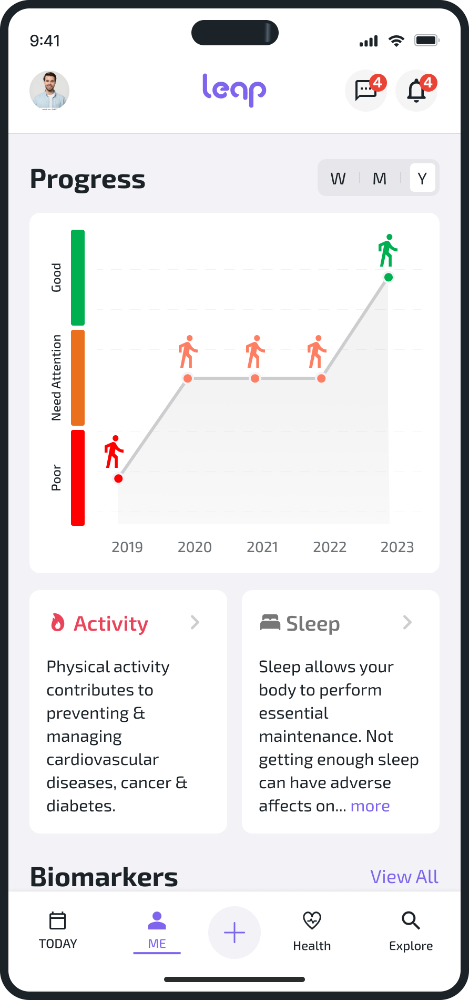 9:41
leap
4
4
Progress
W M Y
Good
Need Attention
Poor
2019 2020 2021 2022 2023
Activity
Physical activity
contributes to
preventing &
managing
cardiovascular
diseases, cancer &
diabetes.
Sleep
Sleep allows your
body to perform
essential
maintenance. Not
getting enough sleep
can have adverse
affects on... more
Biomarkers
View All
TODAY
ME
Health
Explore